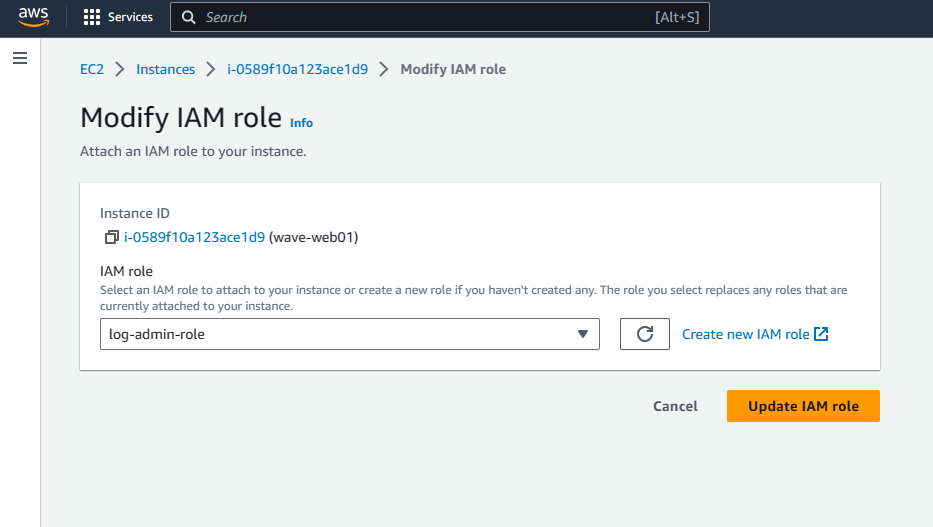 aws
Services
Search
[Alt+S]
EC2 > Instances > i-0589f10a123ace1d9 > Modify IAM role
Modify IAM role Info
Attach an IAM role to your instance.
Instance ID
i-0589f10a123ace1d9 (wave-web01)
IAM role
Select an IAM role to attach to your instance or create a new role if you haven't created any. The role you select replaces any roles that are
currently attached to your instance.
log-admin-role
Create new IAM role
Cancel
Update IAM role